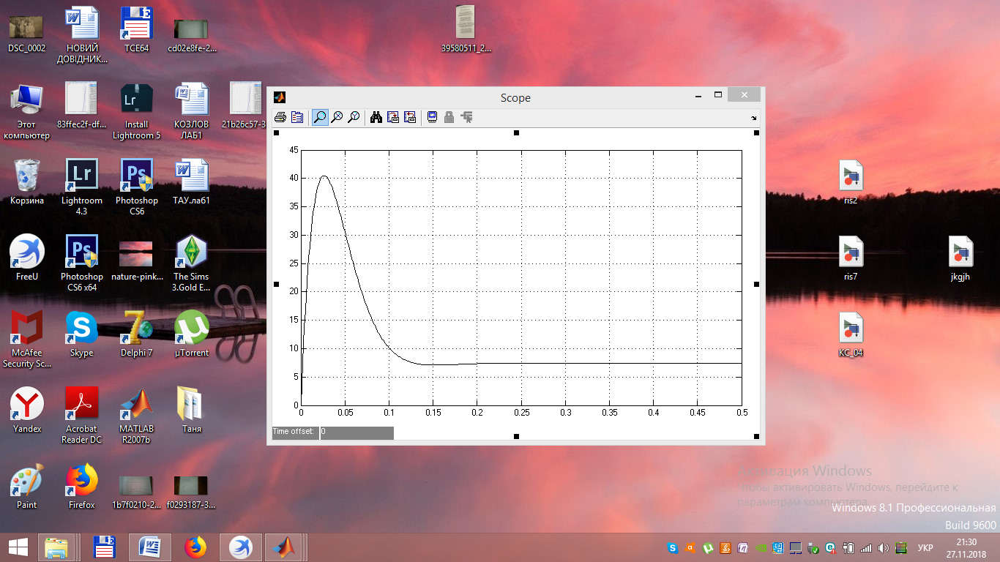 DSC_0002
НОВИЙ
ДОВІДНИК...
TCE64
cd02e8fe-2...
39580511_2...
Этот
компьютер
83ffec2f-df...
Install
Lightroom 5
КОЗЛОВ
ЛАБ1
21b26c57-3
Корзина
Lightroom
4.3
Photoshop
CS6
ТАУ.лаб1
FreeU
Photoshop
CS6 x64
nature-pink...
The Sims
3.Gold E...
McAfee
Security Sc...
Skype
Delphi 7
µTorrent
Yandex
Acrobat
Reader DC
MATLAB
R2007b
Таня
Paint
Firefox
1b7f0210-2...
f0293187-3...
Scope
45
40
35
30
25
20
15
10
5
0
0
0.05
0.1
0.15
0.2
0.25
0.3
0.35
0.4
0.45
0.5
Time offset: 0
ris2
ris7
jkgjh
KC_04
Активация Windows
Чтобы активировать Windows, перейдите к
параметрам компьютера.
Windows 8.1 Профессиональная
Build 9600
УКР
21:30
27.11.2018